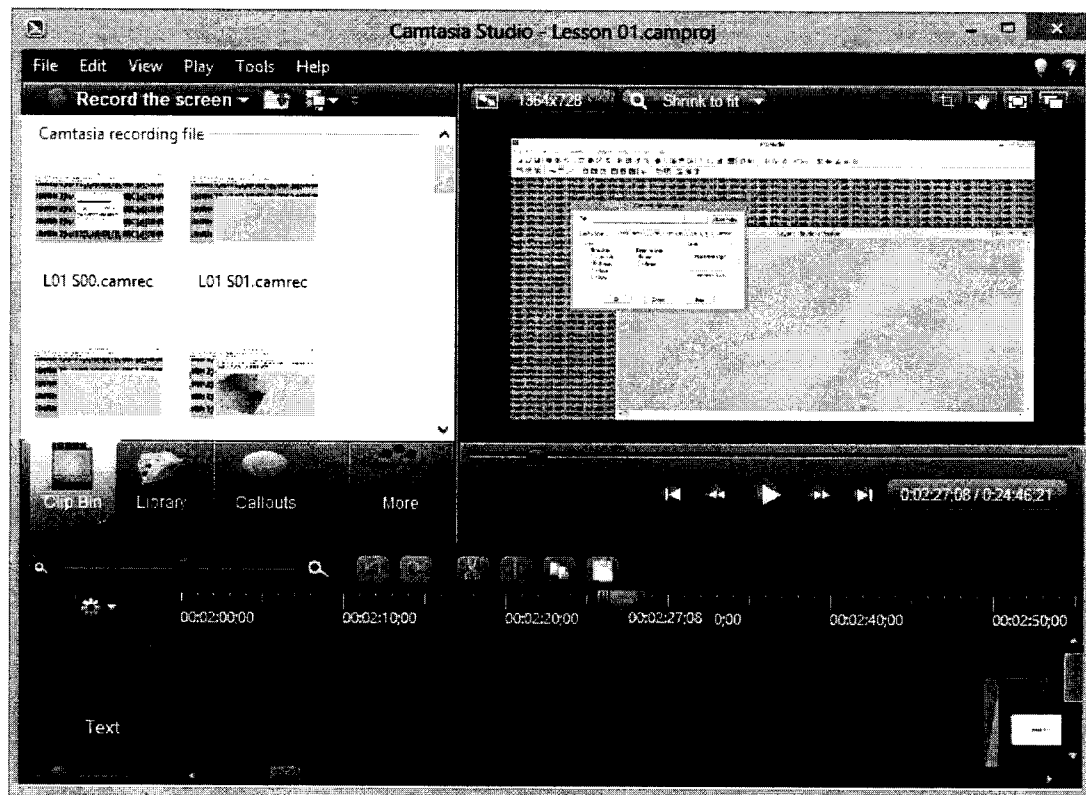 Camtasia Studio - Lesson 01.camproj
File Edit View Play Tools Help
Record the screen
1364x728 Shrink to fit
Camtasia recording file
L01 S00.camrec L01 S01.camrec
Clip Bin Library Callouts More
0:02:27;08 / 0:24:46;21
00:02:00;00 00:02:10;00 00:02:20;00 00:02:27;08 0;00 00:02:40;00 00:02:50;00
Text